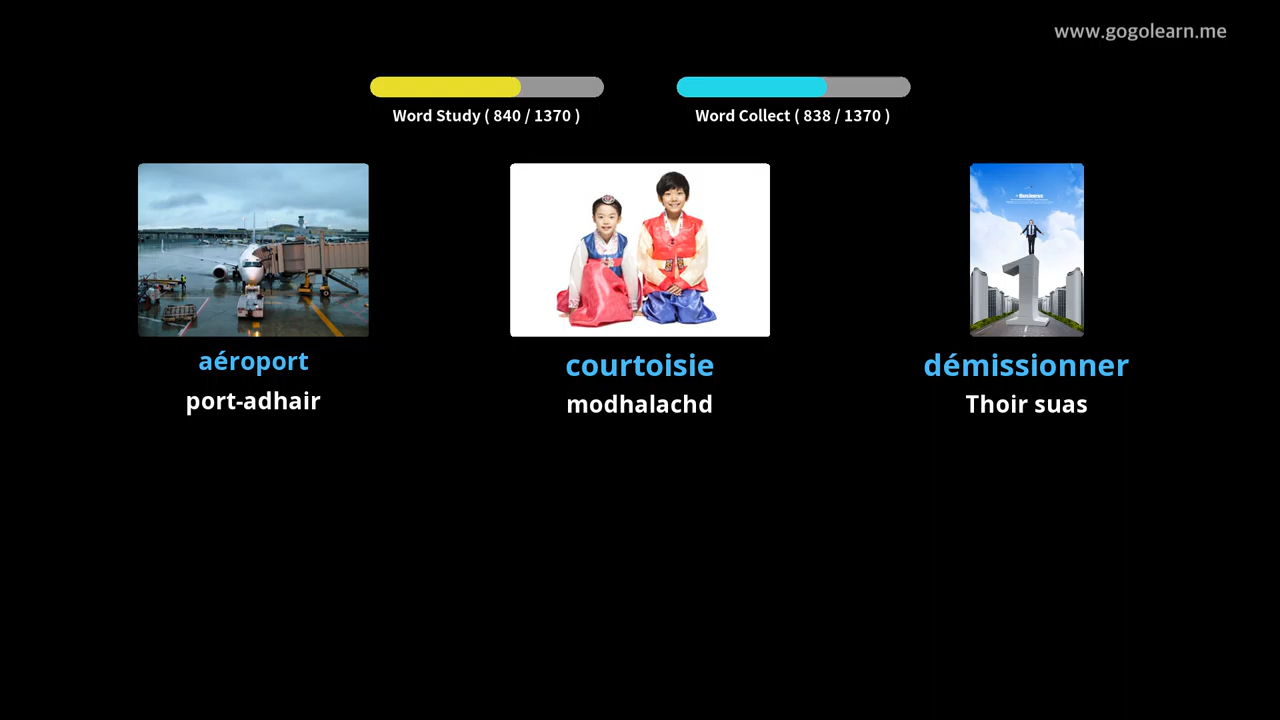 www.gogolearn.me
Word Study ( 840 / 1370 )
Word Collect ( 838 / 1370 )
Business
aéroport
courtoisie
démissionner
port-adhair
modhalachd
Thoir suas